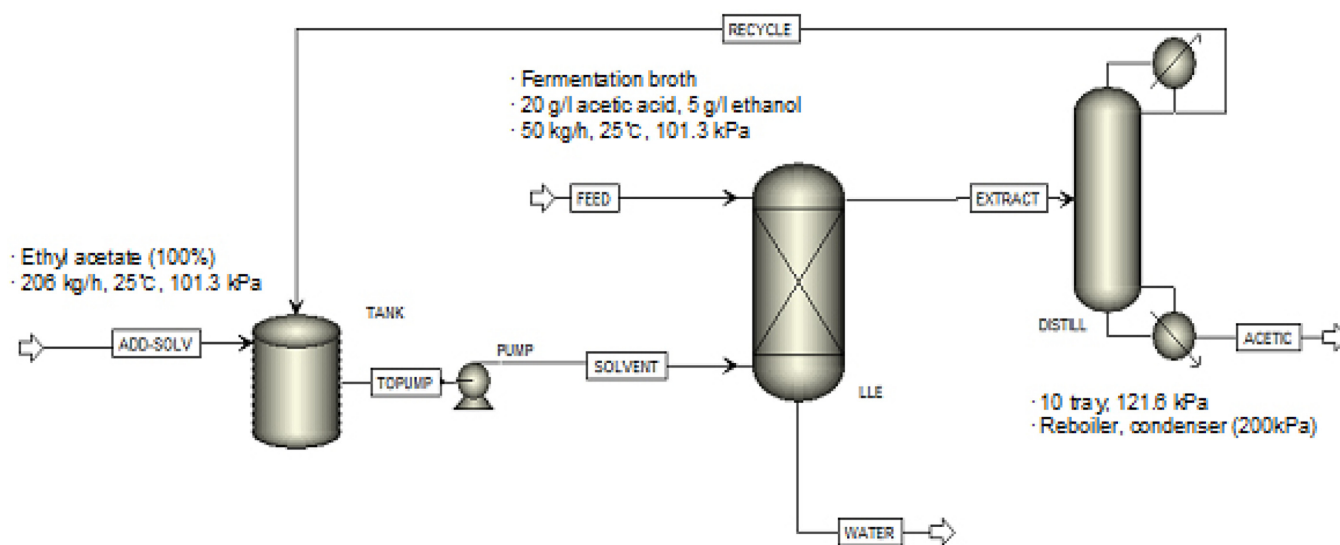 RECYCLE
· Fermentation broth
· 20 g/l acetic acid, 5 g/l ethanol
· 50 kg/h, 25℃, 101.3 kPa
FEED
EXTRACT
· Ethyl acetate (100%)
· 206 kg/h, 25℃, 101.3 kPa
TANK
ADD-SOLV
DISTILL
ACETIC
PUMP
SOLVENT
TOPUMP
LLE
· 10 tray, 121.6 kPa
· Reboiler, condenser (200kPa)
WATER